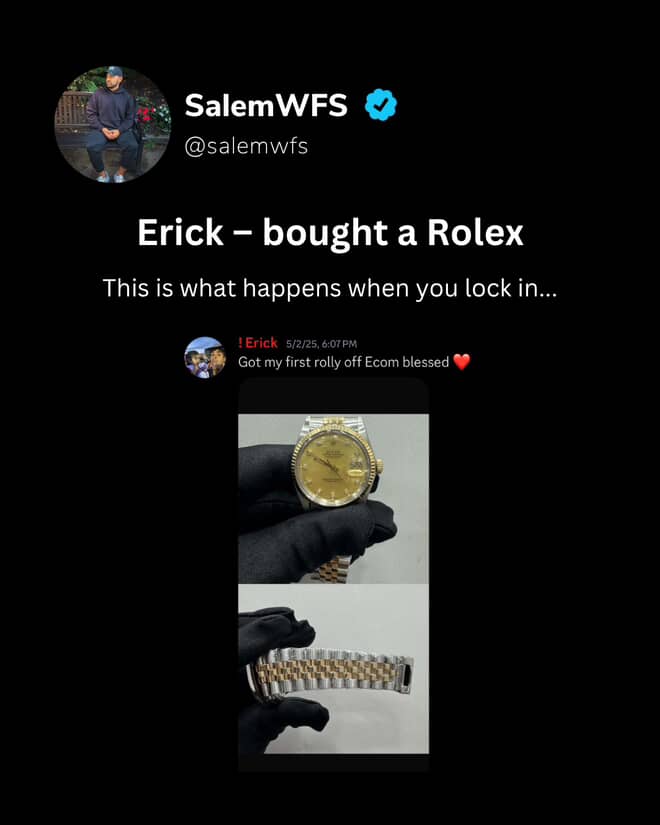 SalemWFS
@salemwfs
Erick – bought a Rolex
This is what happens when you lock in...
! Erick 5/2/25, 6:07 PM
Got my first rolly off Ecom blessed ❤️